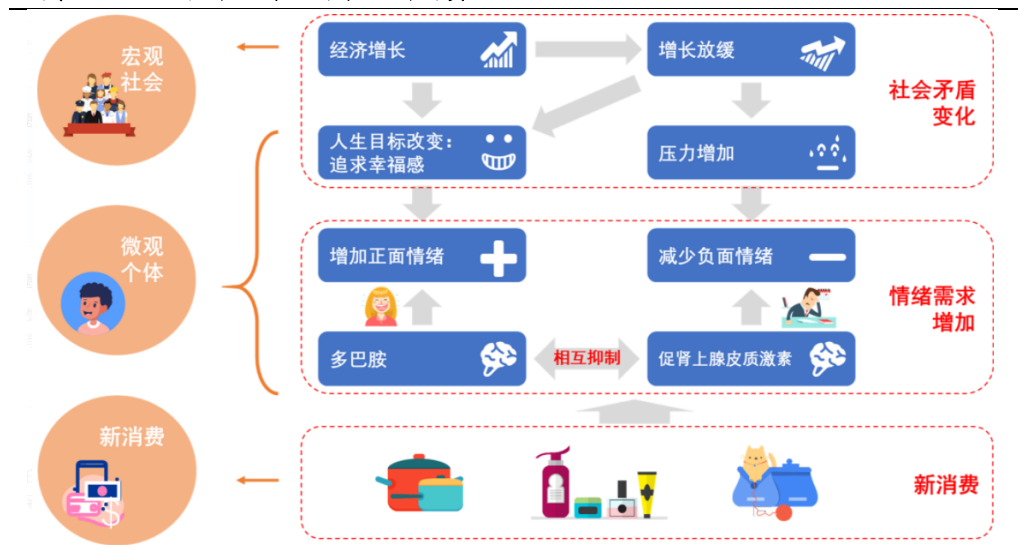 宏观
社会
经济增长
增长放缓
社会矛盾
变化
人生目标改变：
追求幸福感
压力增加
微观
个体
增加正面情绪
减少负面情绪
情绪需求
增加
多巴胺
相互抑制
促肾上腺皮质激素
新消费
新消费